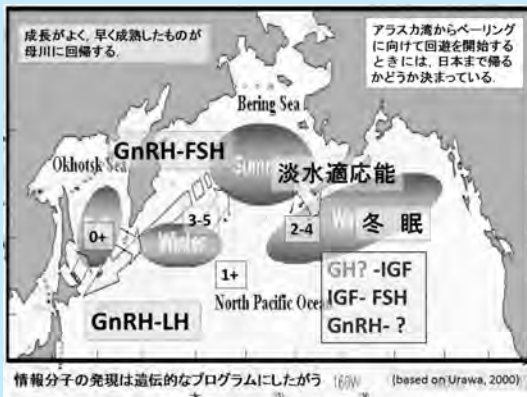 成長がよく、早く成熟したものが
母川に回帰する.
アラスカ湾からベーリング
に向けて回遊を開始する
ときには、日本まで帰る
かどうか決まっている.
Bering Sea
GnRH-FSH
Okhotsk Sea
淡水適応能
0+
3-5
2-4
冬 眠
Winter
1+
GH? -IGF
IGF- FSH
GnRH- ?
North Pacific Ocean
GnRH-LH
情報分子の発現は遺伝的なプログラムにしたがう
160W
(based on Urawa, 2000)